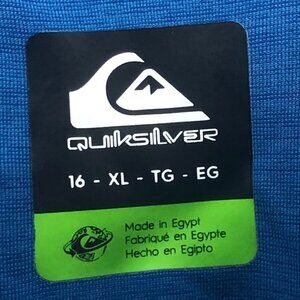 QUIKSILVER
16 - XL - TG - EG
Made in Egypt
Fabriqué en Egypte
Hecho en Egipto